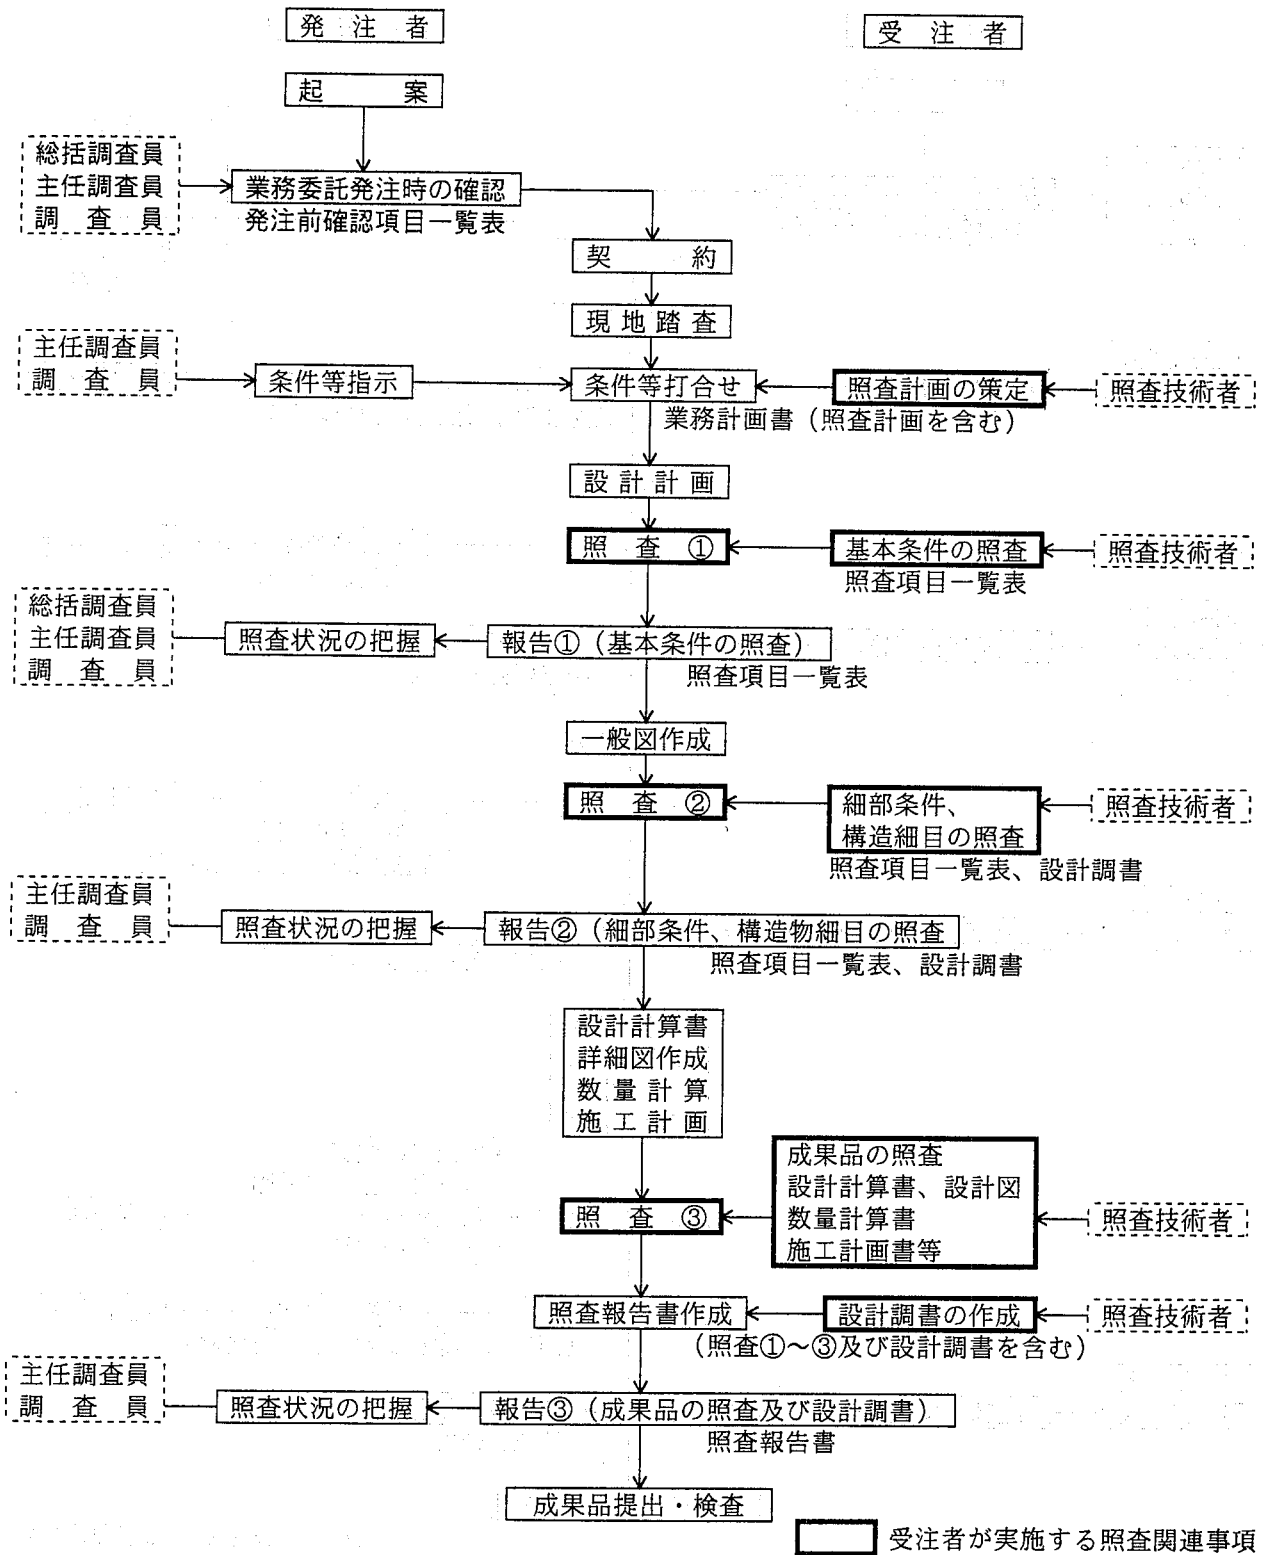 発注者
受注者
起案
総括調査員
主任調査員
調査員
業務委託発注時の確認
発注前確認項目一覧表
契約
現地踏査
主任調査員
調査員
条件等指示
条件等打合せ
照査計画の策定
照査技術者
業務計画書（照査計画を含む）
設計計画
照査①
基本条件の照査
照査技術者
照査項目一覧表
総括調査員
主任調査員
調査員
照査状況の把握
報告①（基本条件の照査）
照査項目一覧表
一般図作成
照査②
細部条件、
構造細目の照査
照査技術者
照査項目一覧表、設計調書
主任調査員
調査員
照査状況の把握
報告②（細部条件、構造物細目の照査
照査項目一覧表、設計調書
設計計算書
詳細図作成
数量計算
施工計画
照査③
成果品の照査
設計計算書、設計図
数量計算書
施工計画書等
照査技術者
照査報告書作成
設計調書の作成
照査技術者
（照査①～③及び設計調書を含む）
主任調査員
調査員
照査状況の把握
報告③（成果品の照査及び設計調書）
照査報告書
成果品提出・検査
受注者が実施する照査関連事項